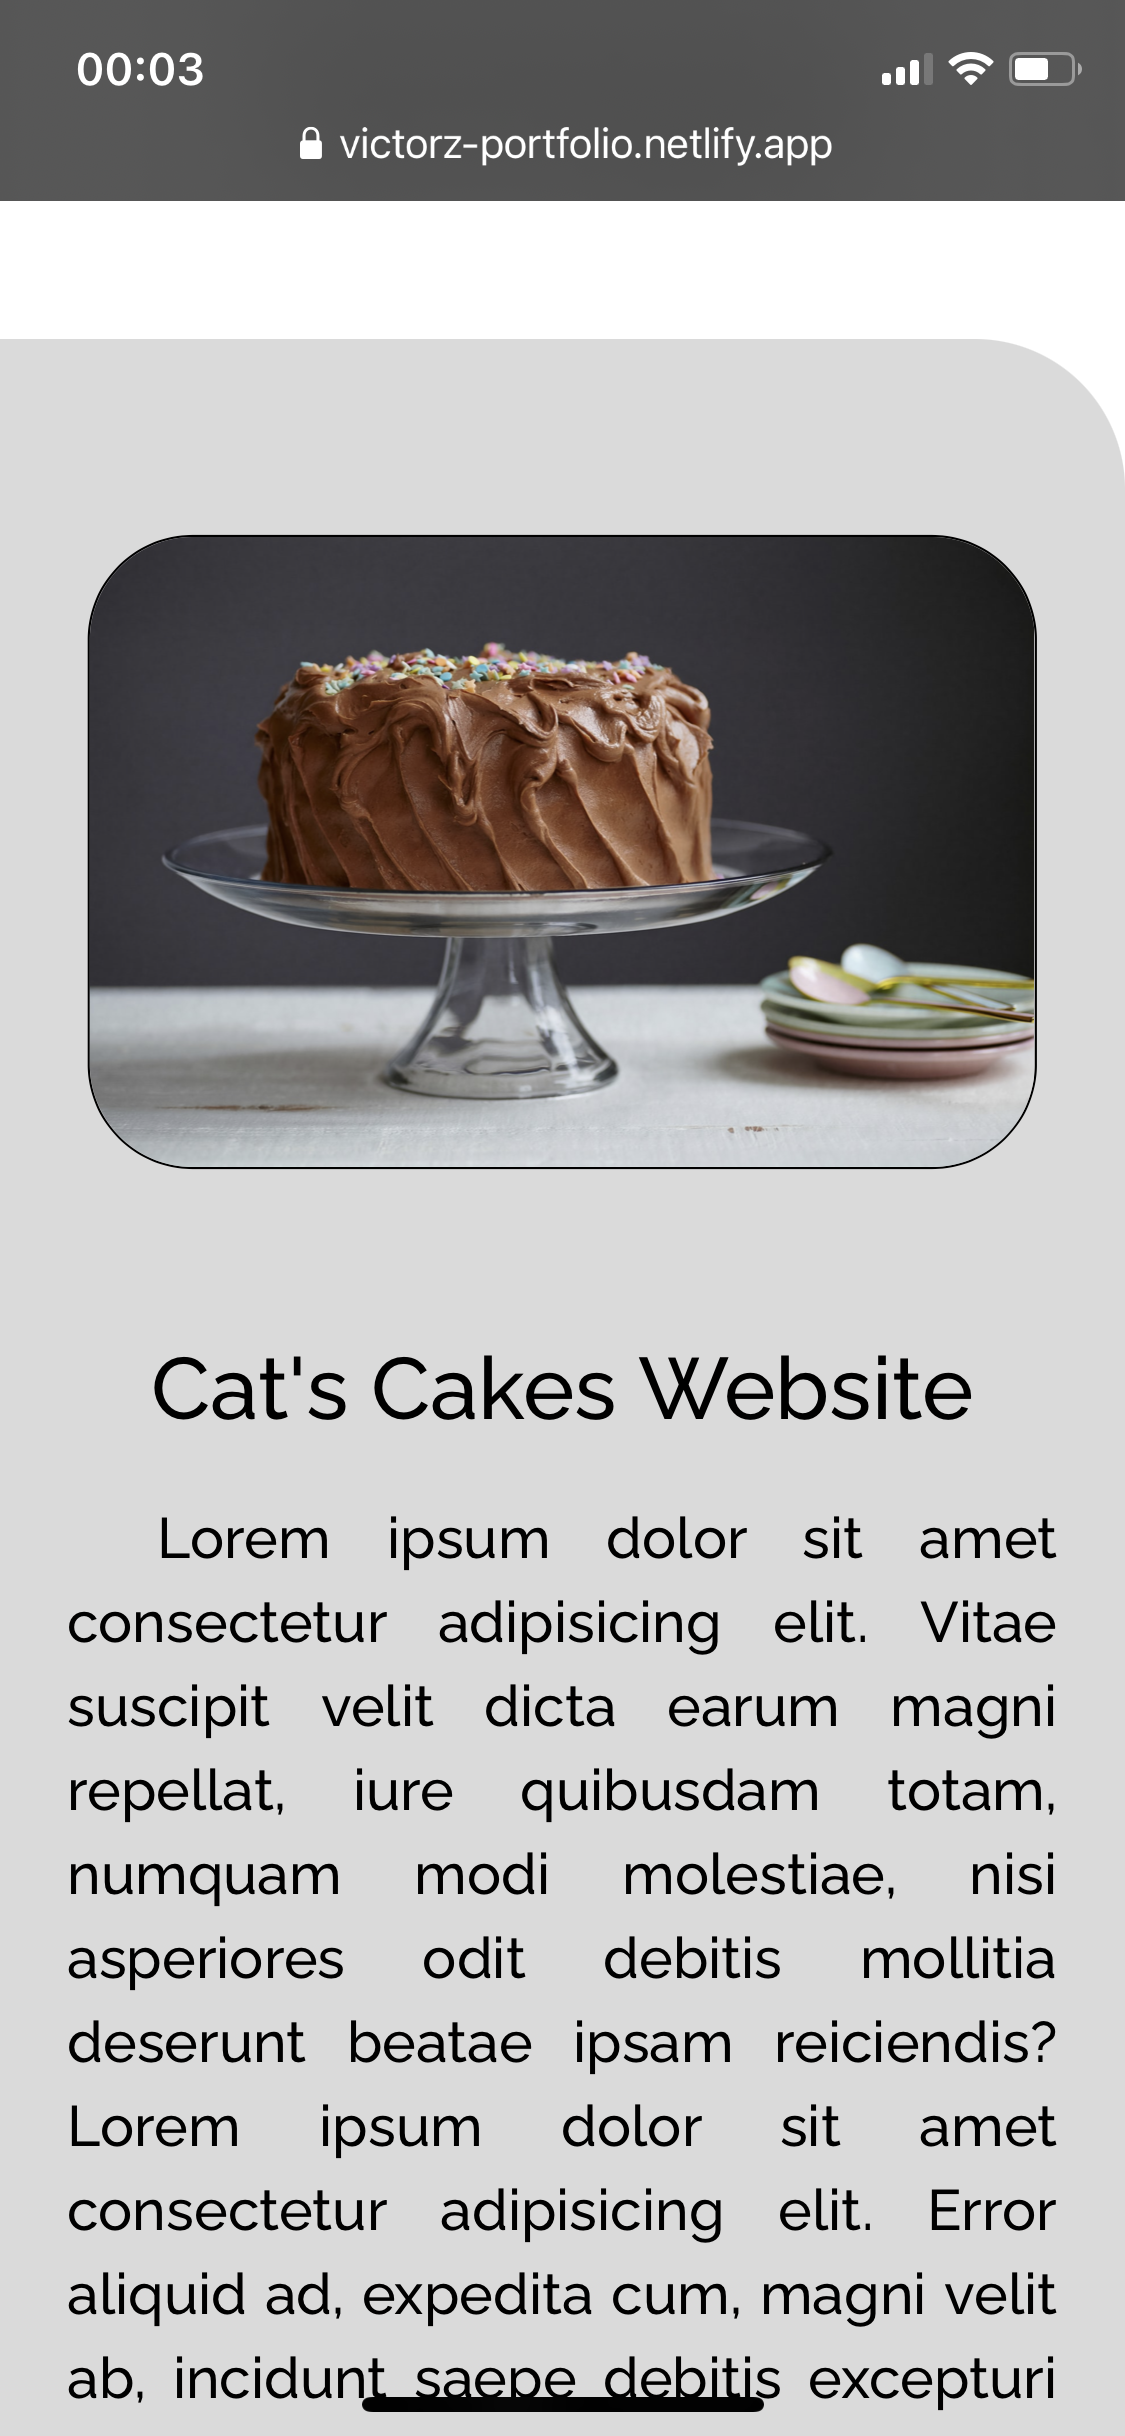 00:03
victorz-portfolio.netlify.app
Cat's Cakes Website
Lorem ipsum dolor sit amet
consectetur adipisicing elit. Vitae
suscipit velit dicta earum magni
repellat, iure quibusdam totam,
numquam modi molestiae, nisi
asperiores odit debitis mollitia
deserunt beatae ipsam reiciendis?
Lorem ipsum dolor sit amet
consectetur adipisicing elit. Error
aliquid ad, expedita cum, magni velit
ab, incidunt saepe debitis excepturi